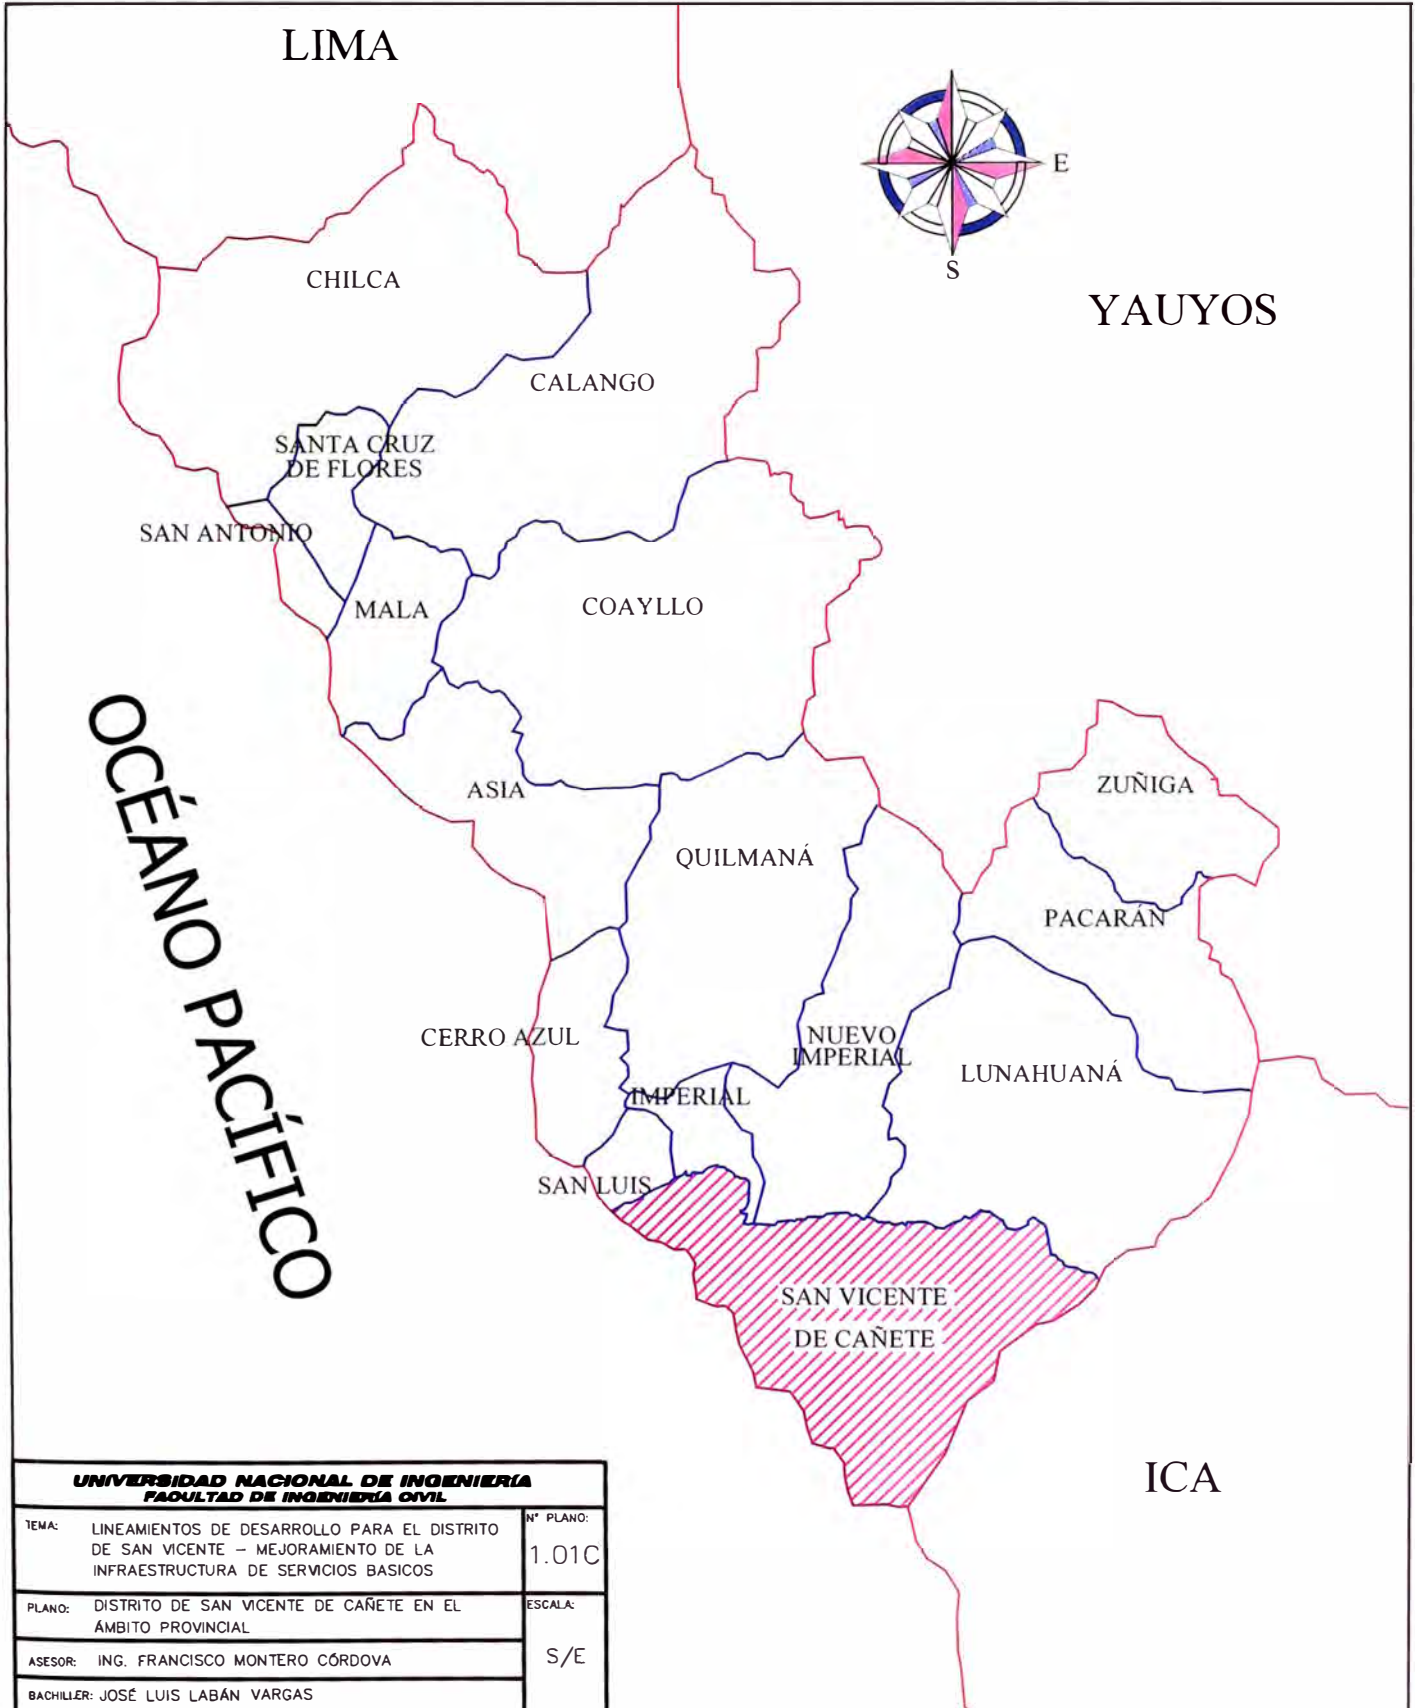 LIMA
E
S
YAUYOS
CHILCA
CALANGO
SANTA CRUZ
DE FLORES
SAN ANTONIO
MALA
COAYLLO
OCÉANO PACÍFICO
ASIA
ZUÑIGA
QUILMANÁ
PACARÁN
CERRO AZUL
NUEVO
IMPERIAL
LUNAHUANÁ
IMPERIAL
SAN LUIS
SAN VICENTE
DE CAÑETE
ICA
UNIVERSIDAD NACIONAL DE INGENIERÍA
FACULTAD DE INGENIERÍA CIVIL
TEMA: LINEAMIENTOS DE DESARROLLO PARA EL DISTRITO
DE SAN VICENTE – MEJORAMIENTO DE LA
INFRAESTRUCTURA DE SERVICIOS BASICOS
N° PLANO:
1.01C
PLANO: DISTRITO DE SAN VICENTE DE CAÑETE EN EL
ÁMBITO PROVINCIAL
ESCALA:
S/E
ASESOR: ING. FRANCISCO MONTERO CÓRDOVA
BACHILLER: JOSÉ LUIS LABÁN VARGAS